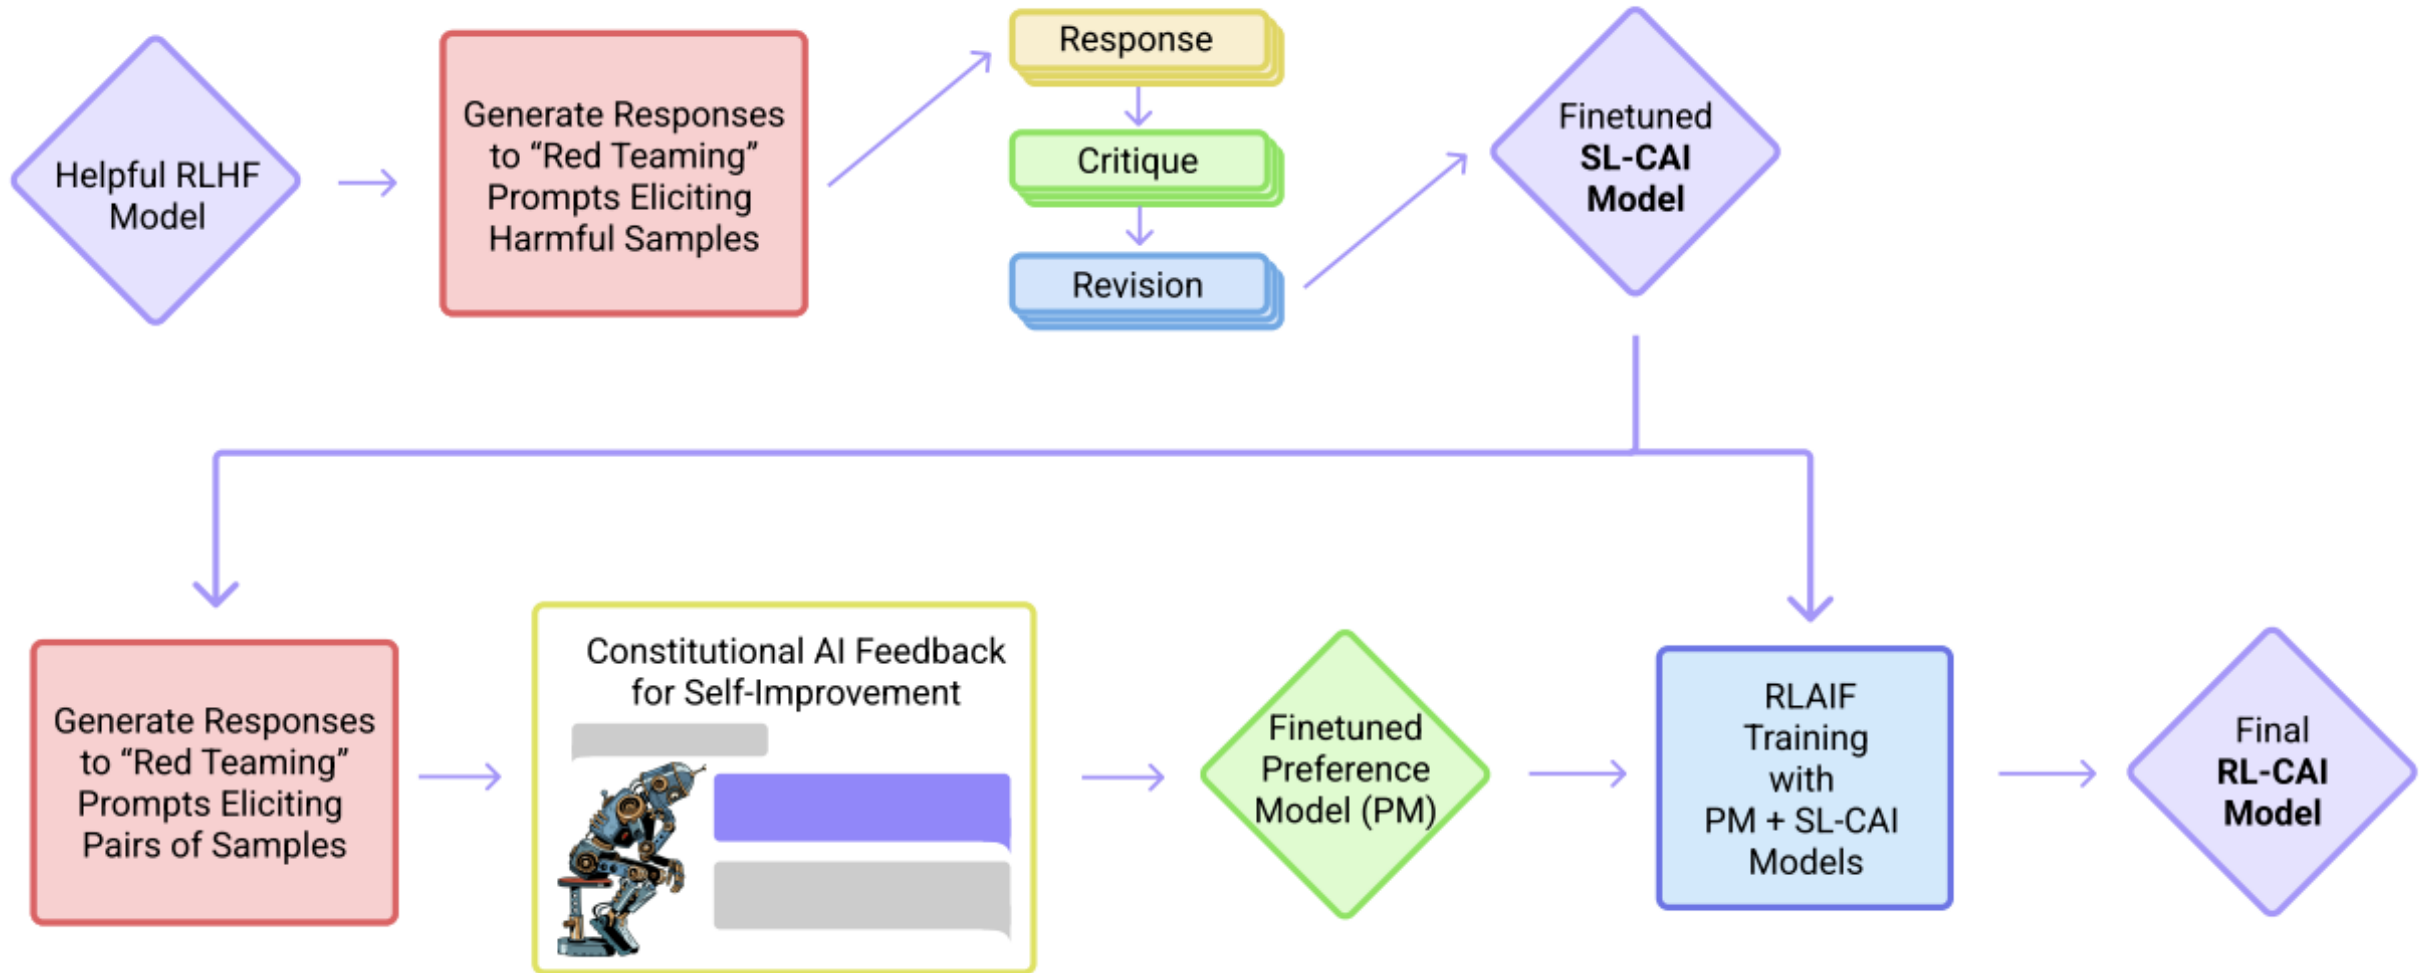 Helpful RLHF
Model
Generate Responses
to “Red Teaming”
Prompts Eliciting
Harmful Samples
Response
Critique
Revision
Finetuned
SL-CAI
Model
Generate Responses
to “Red Teaming”
Prompts Eliciting
Pairs of Samples
Constitutional AI Feedback
for Self-Improvement
Finetuned
Preference
Model (PM)
RLAIF
Training
with
PM + SL-CAI
Models
Final
RL-CAI
Model